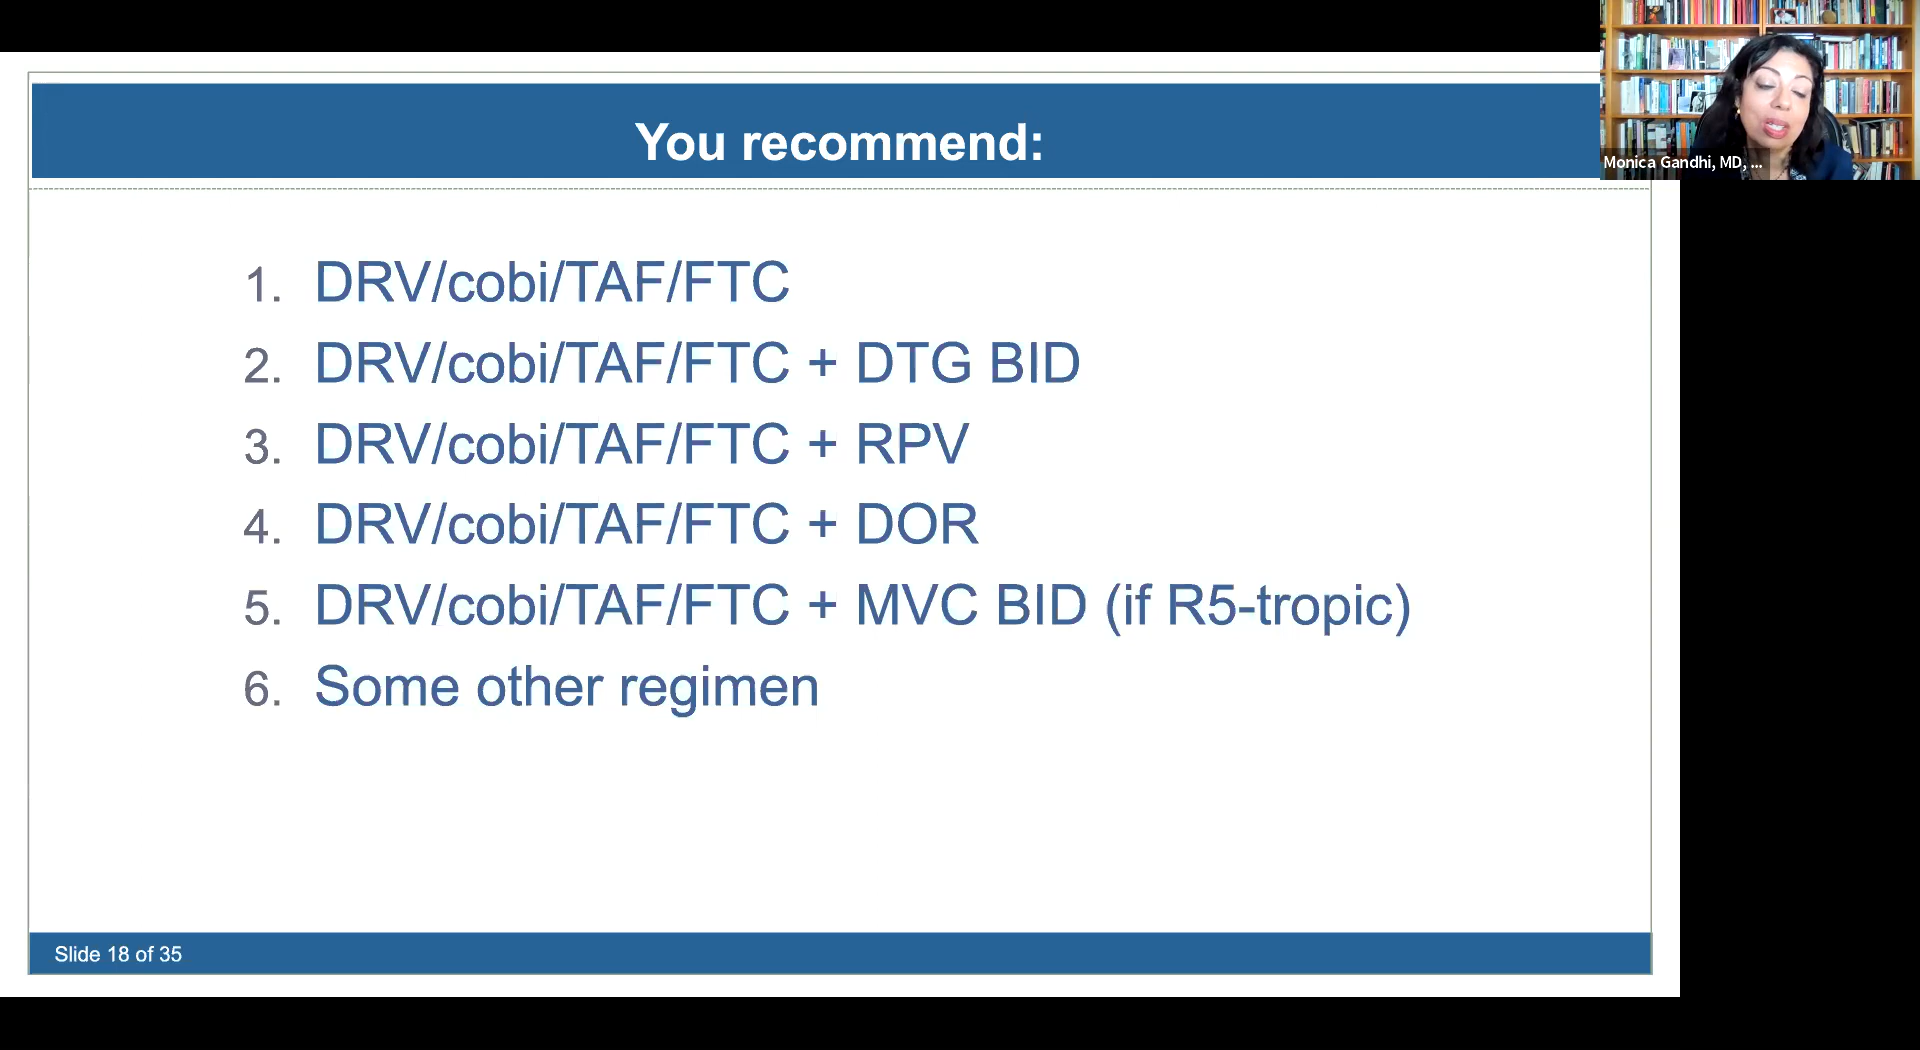 You recommend:
Monica Gandhi, MD, ...
1. DRV/cobi/TAF/FTC
2. DRV/cobi/TAF/FTC + DTG BID
3. DRV/cobi/TAF/FTC + RPV
4. DRV/cobi/TAF/FTC + DOR
5. DRV/cobi/TAF/FTC + MVC BID (if R5-tropic)
6. Some other regimen
Slide 18 of 35